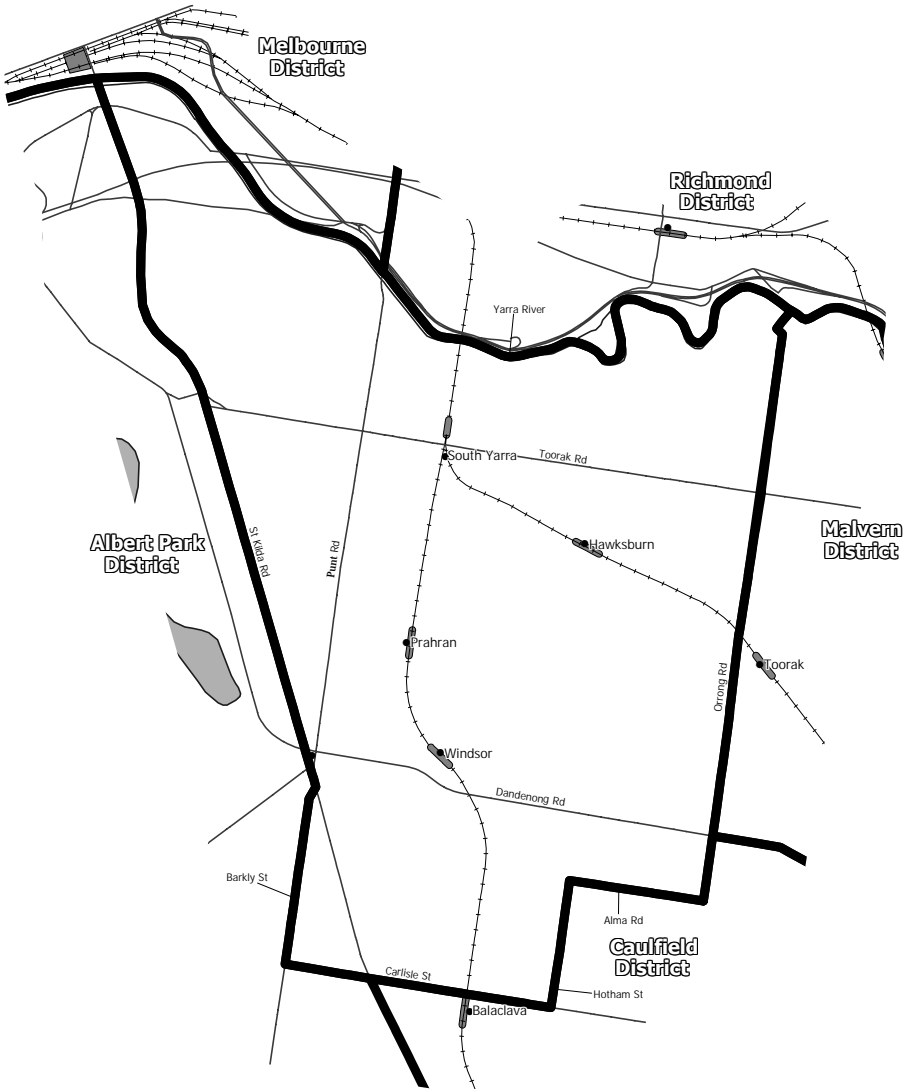 Melbourne
District
Richmond
District
Yarra River
South Yarra
Toorak Rd
Malvern
District
Albert Park
District
St Kilda Rd
Punt Rd
Hawksburn
Prahran
Toorak
Orrong Rd
Windsor
Dandenong Rd
Barkly St
Alma Rd
Caulfield
District
Carlisle St
Hotham St
Balaclava